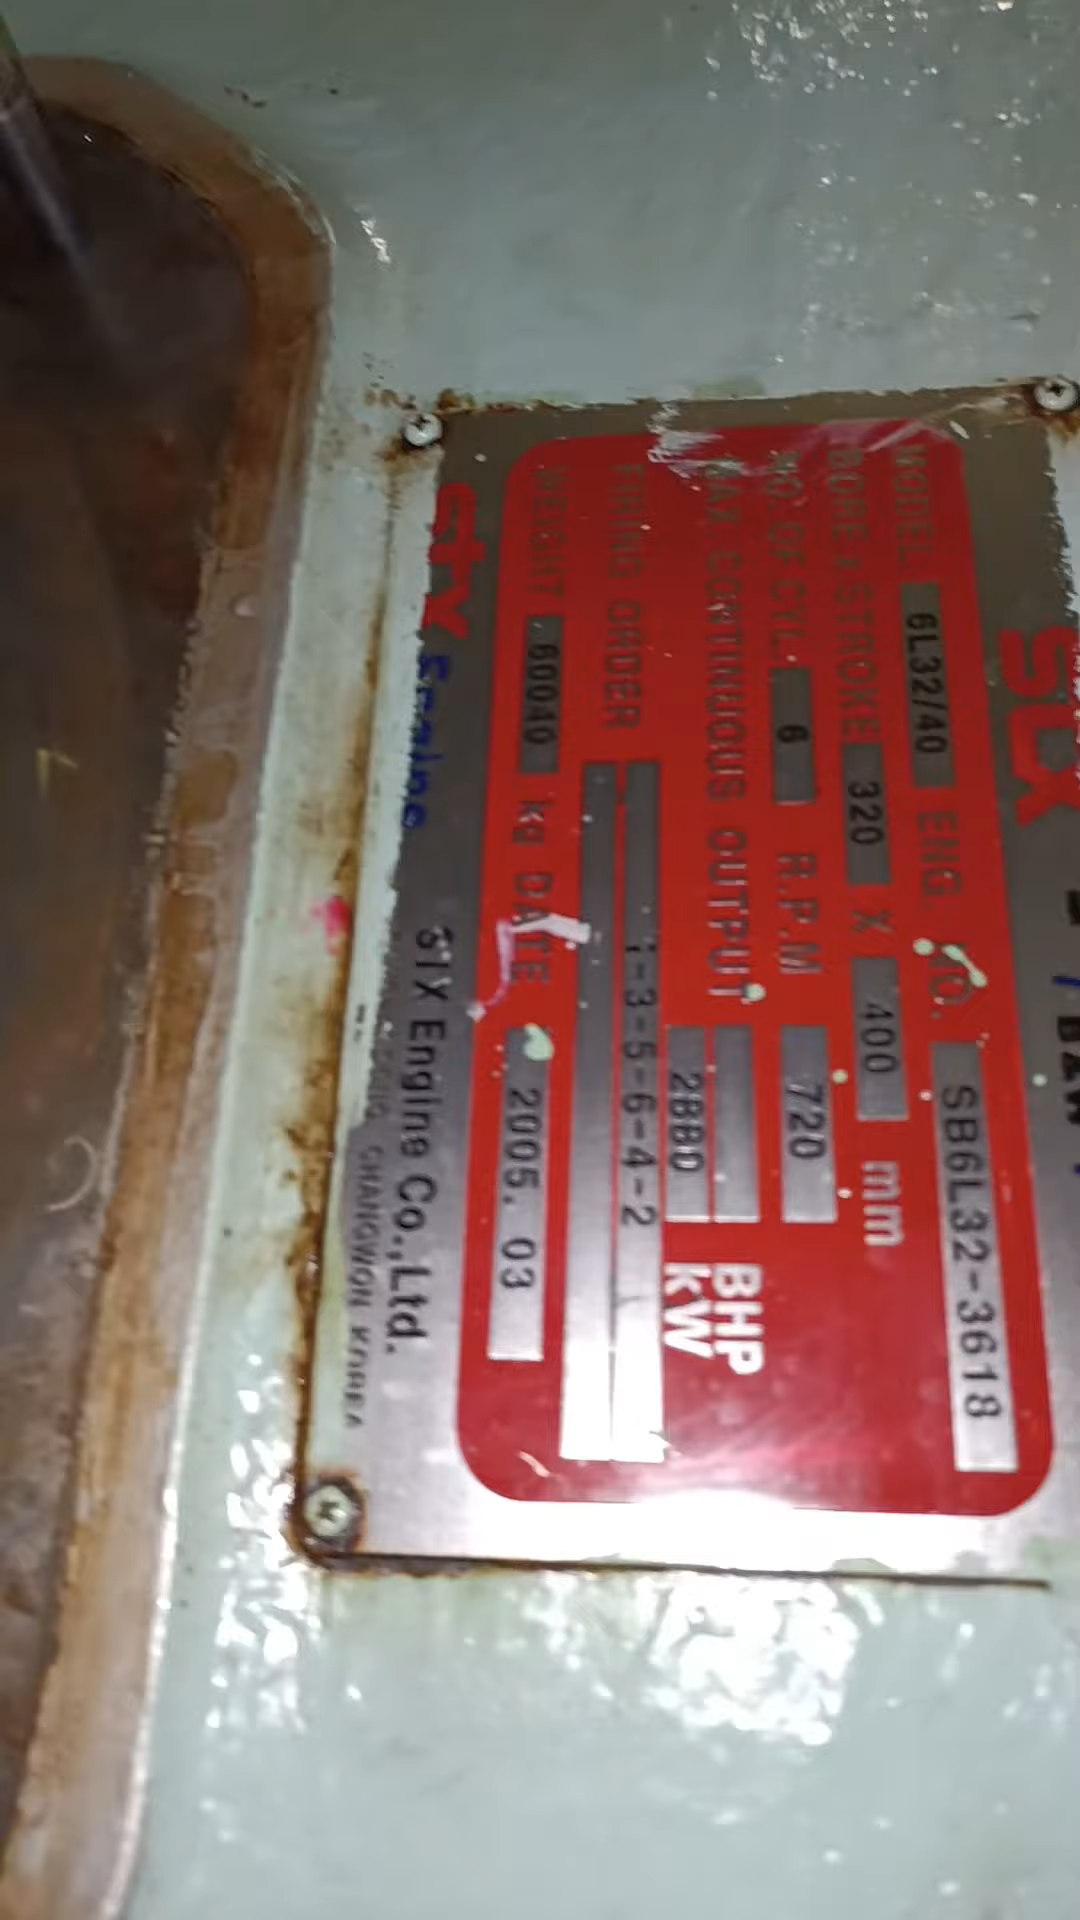 STX
MODEL 6L32/40 ENG. NO. SB6L32-3618
BORE x STROKE 320 X 400 mm
NO. OF CYL. 6 R.P.M 720
MAX. CONTINUOUS OUTPUT BHP
2880 kW
FIRING ORDER 1-3-5-6-4-2
WEIGHT 60040 kg DATE 2005. 03
STX Engine STX Engine Co.,Ltd.
CHANGWON KOREA